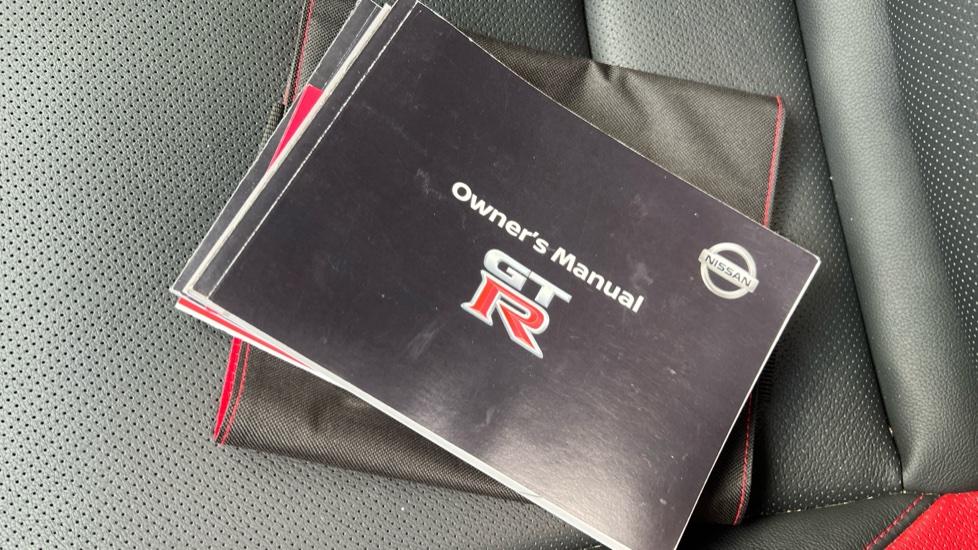 Owner's Manual
GT
R
NISSAN